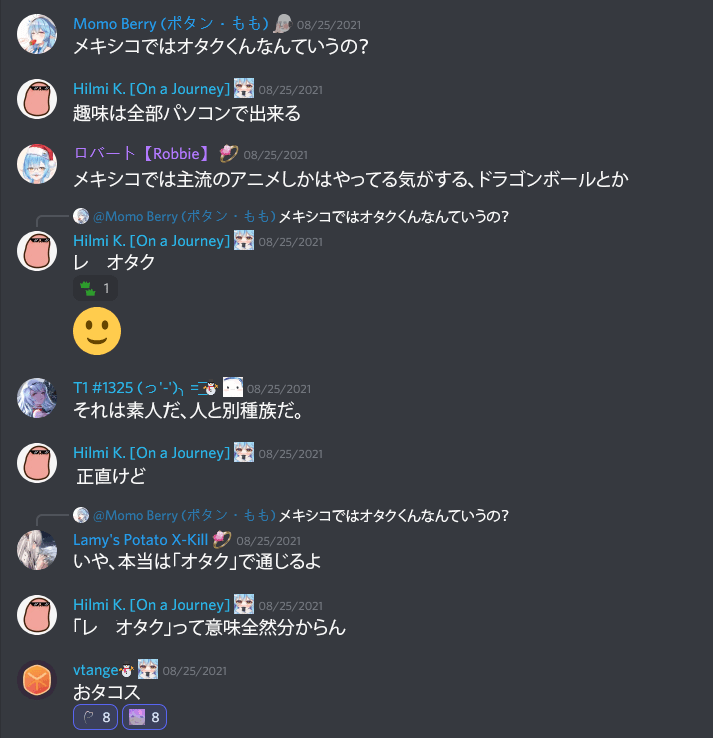 Momo Berry (ボタン・もも) 08/25/2021
メキシコではオタクくんなんていうの?
Hilmi K. [On a Journey] 08/25/2021
趣味は全部パソコンで出来る
ロバート【Robbie】 08/25/2021
メキシコでは主流のアニメしかはやってる気がする、ドラゴンボールとか
@Momo Berry (ボタン・もも) メキシコではオタクくんなんていうの?
Hilmi K. [On a Journey] 08/25/2021
レ　オタク
1
T1 #1325 (っ'-')╮=͟͟͞͞ 08/25/2021
それは素人だ、人と別種族だ。
Hilmi K. [On a Journey] 08/25/2021
正直けど
@Momo Berry (ボタン・もも) メキシコではオタクくんなんていうの?
Lamy's Potato X-Kill 08/25/2021
いや、本当は「オタク」で通じるよ
Hilmi K. [On a Journey] 08/25/2021
「レ　オタク」って意味全然分からん
vtange 08/25/2021
おタコス
8 8